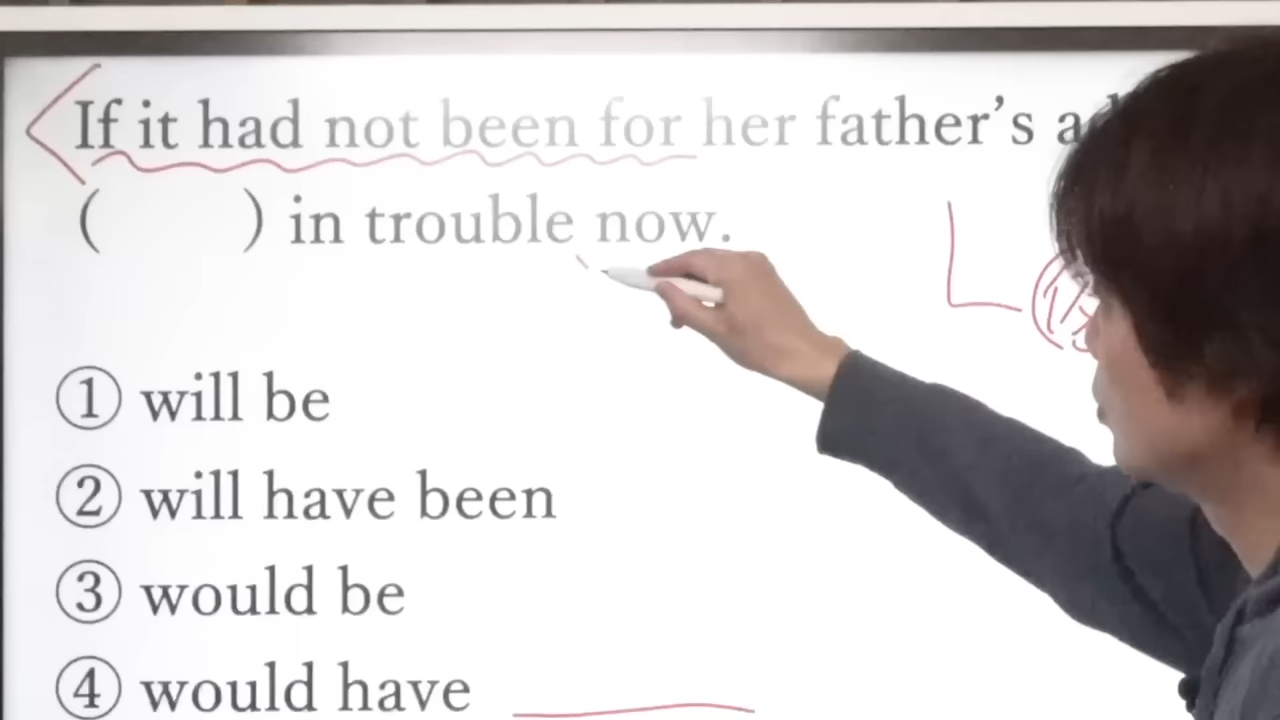 If it had not been for her father's
( ) in trouble now.
① will be
② will have been
③ would be
④ would have